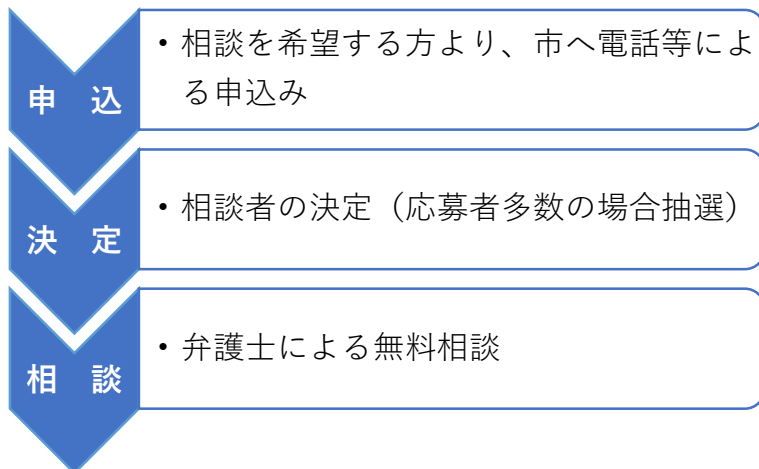 申　込
・相談を希望する方より、市へ電話等によ
る申込み
決　定
・相談者の決定（応募者多数の場合抽選）
相　談
・弁護士による無料相談